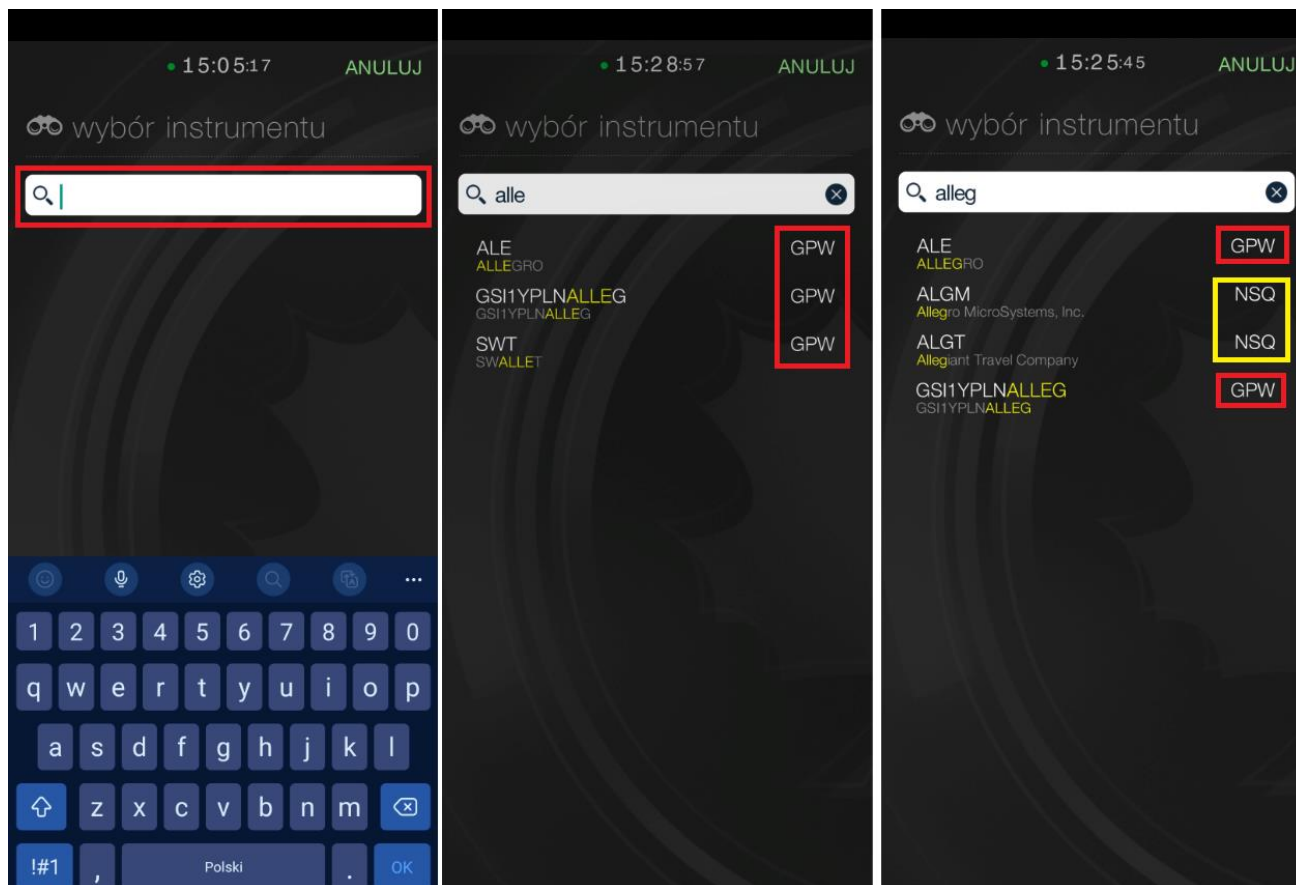 15:05:17 ANULUJ
wybór instrumentu
1 2 3 4 5 6 7 8 9 0
q w e r t y u i o p
a s d f g h j k l
z x c v b n m
!#1 , Polski . OK
15:28:57 ANULUJ
wybór instrumentu
alle
ALE GPW
ALLEGRO
GSI1YPLNALLEG GPW
GSI1YPLNALLEG
SWT GPW
SWALLET
15:25:45 ANULUJ
wybór instrumentu
alleg
ALE GPW
ALLEGRO
ALGM NSQ
Allegro MicroSystems, Inc.
ALGT NSQ
Allegiant Travel Company
GSI1YPLNALLEG GPW
GSI1YPLNALLEG